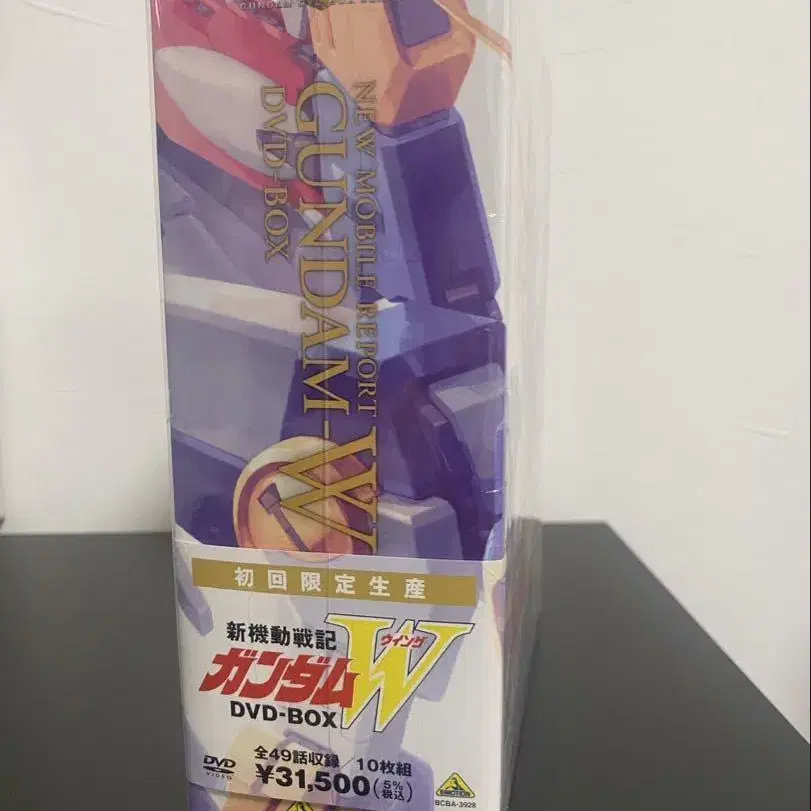 NEW MOBILE REPORT
GUNDAM-W
DVD-BOX
初回限定生産
新機動戦記
ガンダムW
ウイング
DVD-BOX
DVD
VIDEO
全49話収録／10枚組
¥31,500(5%税込)
EMOTION
BCBA-3928